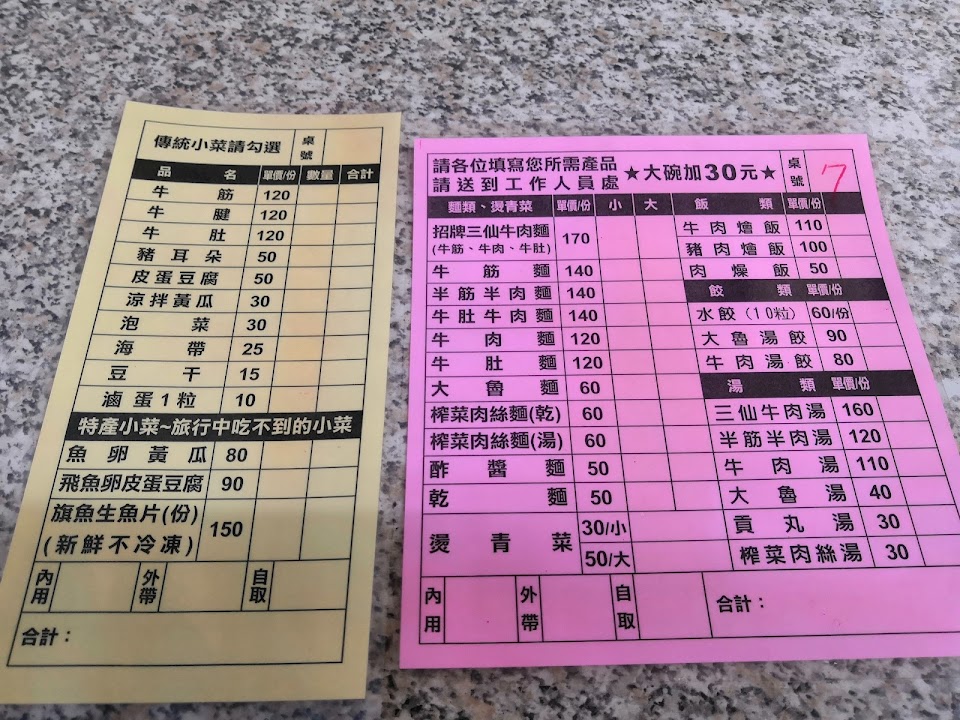 傳統小菜請勾選 桌號
品名 單價/份 數量 合計
牛筋 120
牛腱 120
牛肚 120
豬耳朵 50
皮蛋豆腐 50
涼拌黃瓜 30
泡菜 30
海帶 25
豆干 15
滷蛋1粒 10
特產小菜~旅行中吃不到的小菜
魚卵黃瓜 80
飛魚卵皮蛋豆腐 90
旗魚生魚片(份) 150
(新鮮不冷凍)
內用 外帶 自取
合計：
請各位填寫您所需產品
請送到工作人員處
★大碗加30元★
桌號 7
麵類、燙青菜 單價/份 小 大
招牌三仙牛肉麵 170
(牛筋、牛肉、牛肚)
牛筋麵 140
半筋半肉麵 140
牛肚牛肉麵 140
牛肉麵 120
牛肚麵 120
大魯麵 60
榨菜肉絲麵(乾) 60
榨菜肉絲麵(湯) 60
酢醬麵 50
乾麵 50
燙青菜 30/小
50/大
飯類 單價/份
牛肉燴飯 110
豬肉燴飯 100
肉燥飯 50
餃類 單價/份
水餃(10粒) 60/份
大魯湯餃 90
牛肉湯餃 80
湯類 單價/份
三仙牛肉湯 160
半筋半肉湯 120
牛肉湯 110
大魯湯 40
貢丸湯 30
榨菜肉絲湯 30
內用 外帶 自取
合計：